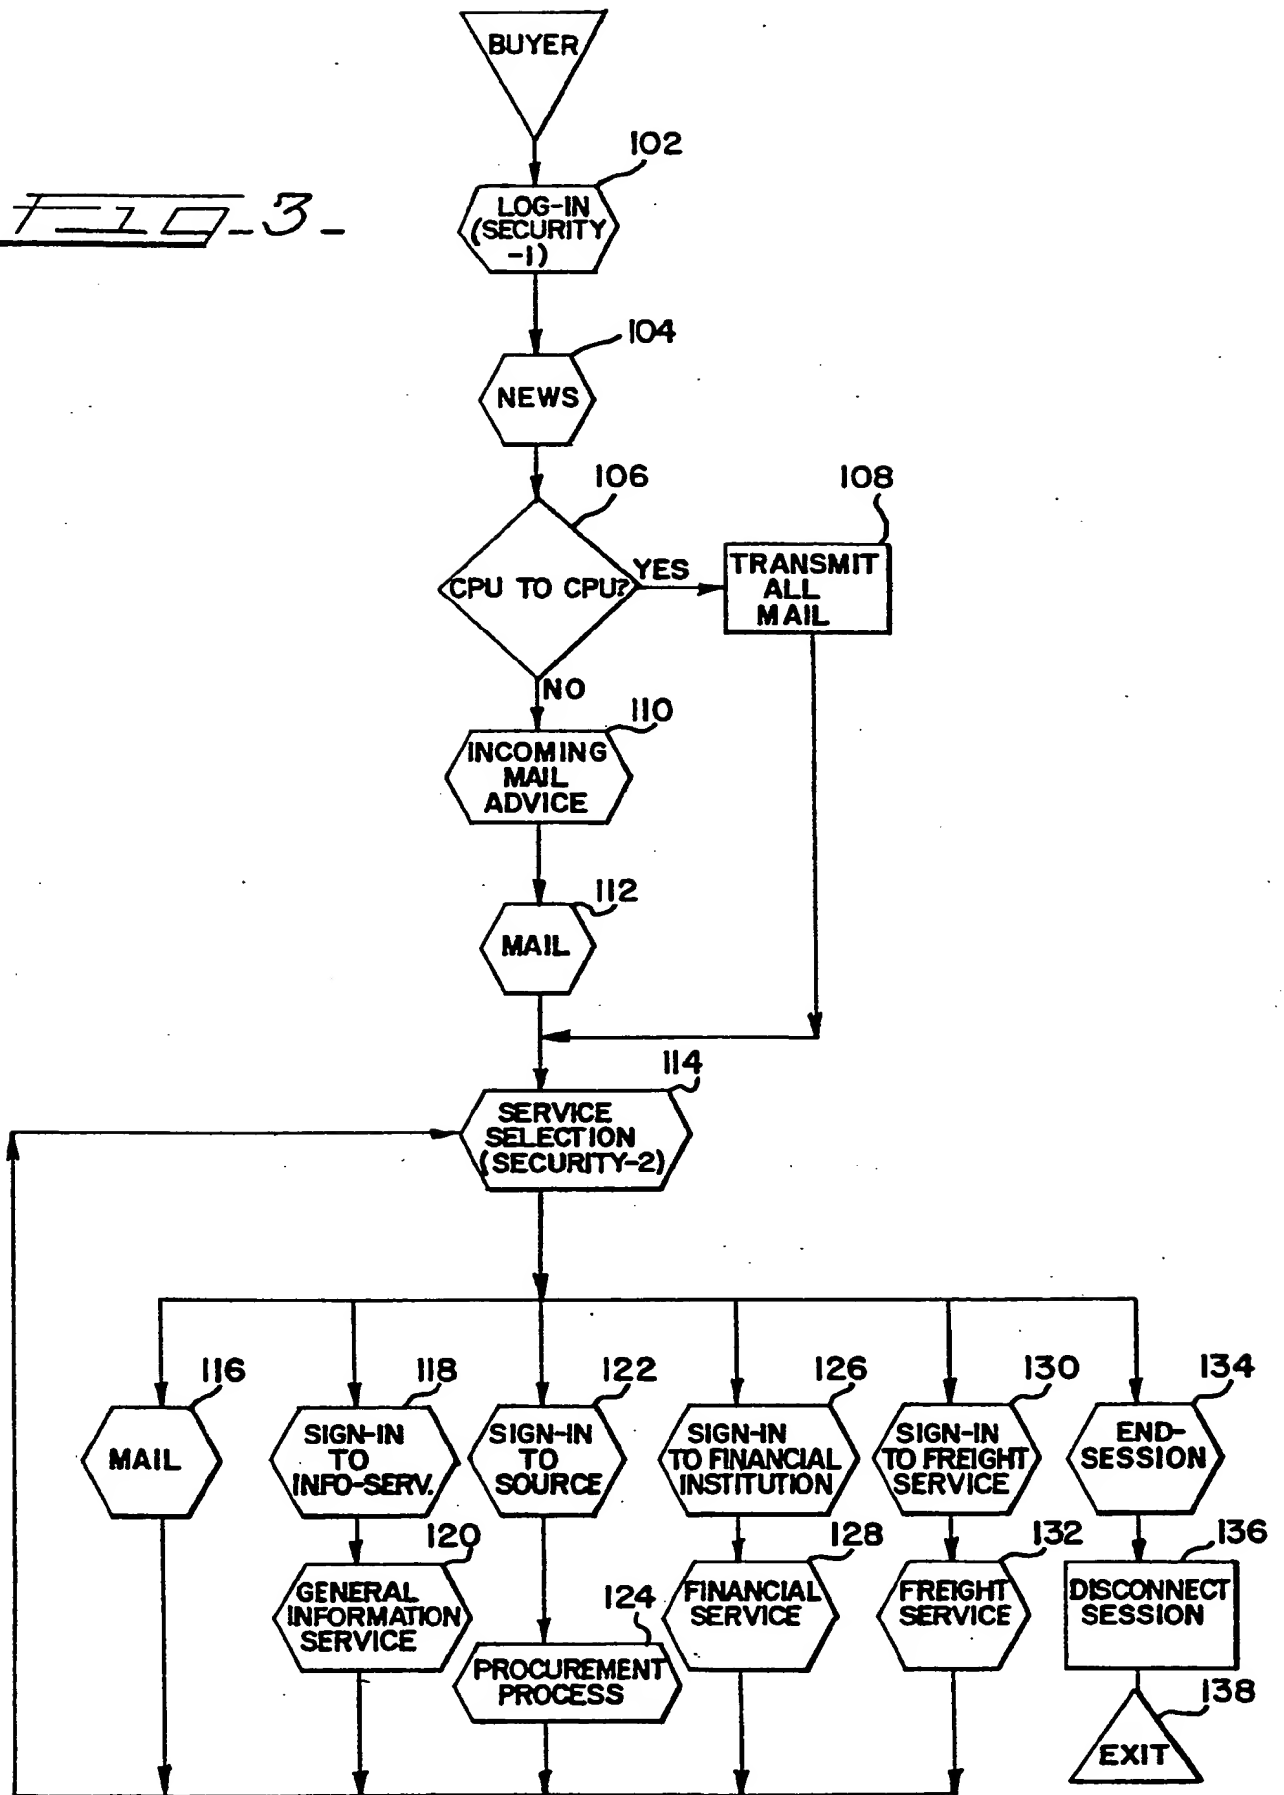 BUYER
102
Fig-3-
LOG-IN
(SECURITY
-1)
104
NEWS
106
108
CPU TO CPU?
YES
TRANSMIT
ALL
MAIL
NO
110
INCOMING
MAIL
ADVICE
112
MAIL
114
SERVICE
SELECTION
(SECURITY-2)
116
118
122
126
130
134
MAIL
SIGN-IN
TO
INFO-SERV.
SIGN-IN
TO
SOURCE
SIGN-IN
TO FINANCIAL
INSTITUTION
SIGN-IN
TO FREIGHT
SERVICE
END-
SESSION
120
124
128
132
136
GENERAL
INFORMATION
SERVICE
PROCUREMENT
PROCESS
FINANCIAL
SERVICE
FREIGHT
SERVICE
DISCONNECT
SESSION
138
EXIT